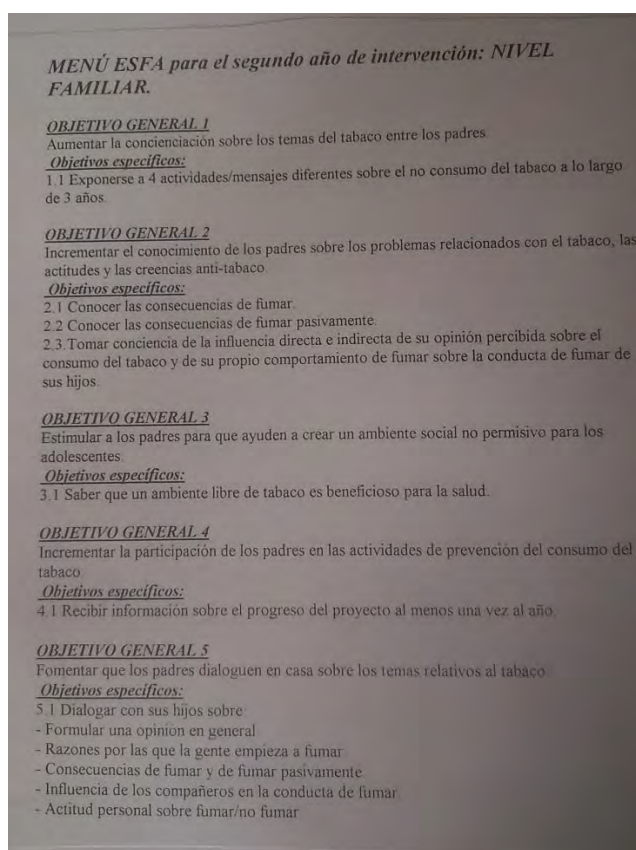 MENÚ ESFA para el segundo año de intervención: NIVEL
FAMILIAR.
OBJETIVO GENERAL 1
Aumentar la concienciación sobre los temas del tabaco entre los padres
Objetivos específicos:
1.1 Exponerse a 4 actividades/mensajes diferentes sobre el no consumo del tabaco a lo largo
de 3 años.
OBJETIVO GENERAL 2
Incrementar el conocimiento de los padres sobre los problemas relacionados con el tabaco, las
actitudes y las creencias anti-tabaco
Objetivos específicos:
2.1 Conocer las consecuencias de fumar.
2.2 Conocer las consecuencias de fumar pasivamente.
2.3.Tomar conciencia de la influencia directa e indirecta de su opinión percibida sobre el
consumo del tabaco y de su propio comportamiento de fumar sobre la conducta de fumar de
sus hijos.
OBJETIVO GENERAL 3
Estimular a los padres para que ayuden a crear un ambiente social no permisivo para los
adolescentes.
Objetivos específicos:
3.1 Saber que un ambiente libre de tabaco es beneficioso para la salud.
OBJETIVO GENERAL 4
Incrementar la participación de los padres en las actividades de prevención del consumo del
tabaco
Objetivos específicos:
4.1 Recibir información sobre el progreso del proyecto al menos una vez al año.
OBJETIVO GENERAL 5
Fomentar que los padres dialoguen en casa sobre los temas relativos al tabaco
Objetivos específicos:
5.1 Dialogar con sus hijos sobre
- Formular una opinión en general
- Razones por las que la gente empieza a fumar
- Consecuencias de fumar y de fumar pasivamente
- Influencia de los compañeros en la conducta de fumar
- Actitud personal sobre fumar/no fumar